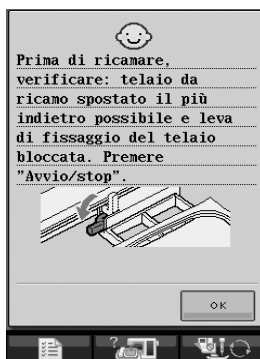 Prima di ricamare,
verificare: telaio da
ricamo spostato il più
indietro possibile e leva
di fissaggio del telaio
bloccata. Premere
"Avvio/stop".
OK
?